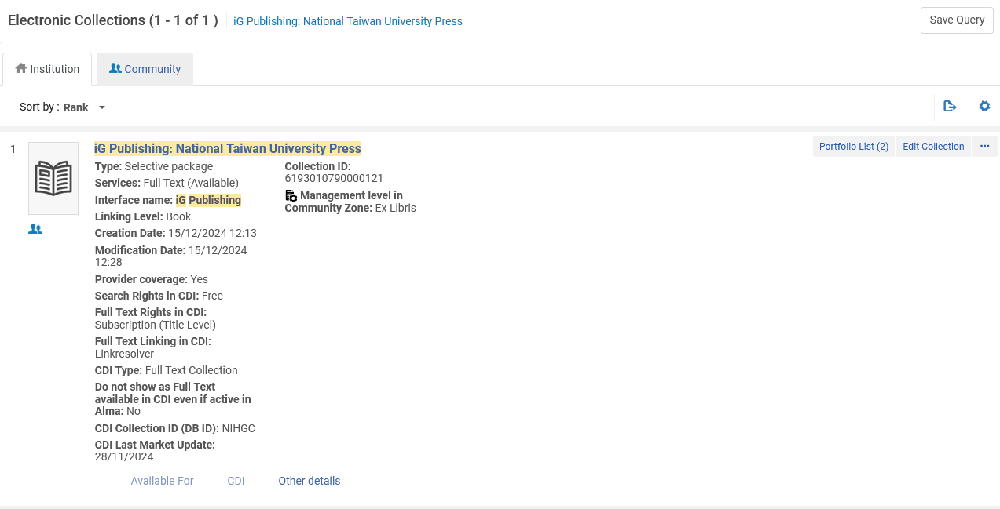 Electronic Collections (1 - 1 of 1 ) iG Publishing: National Taiwan University Press
Save Query
Institution
Community
Sort by : Rank
1
iG Publishing: National Taiwan University Press
Portfolio List (2)
Edit Collection
Type: Selective package
Services: Full Text (Available)
Interface name: iG Publishing
Linking Level: Book
Creation Date: 15/12/2024 12:13
Modification Date: 15/12/2024
12:28
Provider coverage: Yes
Search Rights in CDI: Free
Full Text Rights in CDI:
Subscription (Title Level)
Full Text Linking in CDI:
Linkresolver
CDI Type: Full Text Collection
Do not show as Full Text
available in CDI even if active in
Alma: No
CDI Collection ID (DB ID): NIHGC
CDI Last Market Update:
28/11/2024
Collection ID:
6193010790000121
Management level in
Community Zone: Ex Libris
Available For
CDI
Other details